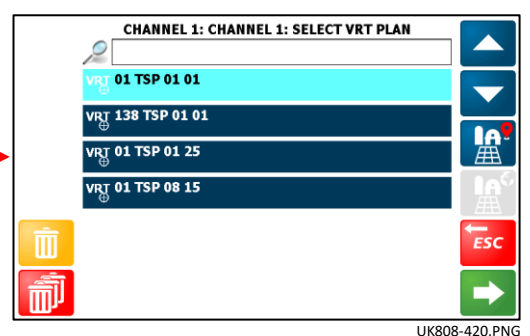 CHANNEL 1: CHANNEL 1: SELECT VRT PLAN
VRT 01 TSP 01 01
VRT 138 TSP 01 01
VRT 01 TSP 01 25
VRT 01 TSP 08 15
ESC
UK808-420.PNG